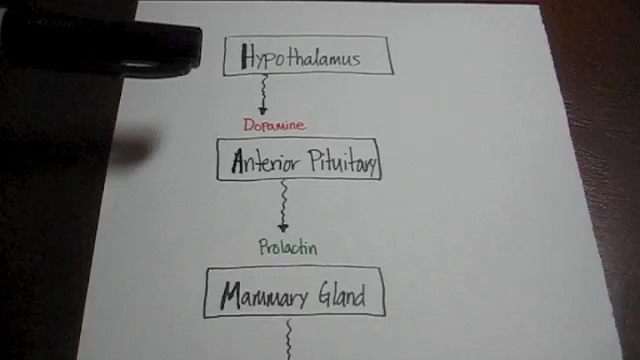 Hypothalamus
Dopamine
Anterior Pituitary
Prolactin
Mammary Gland